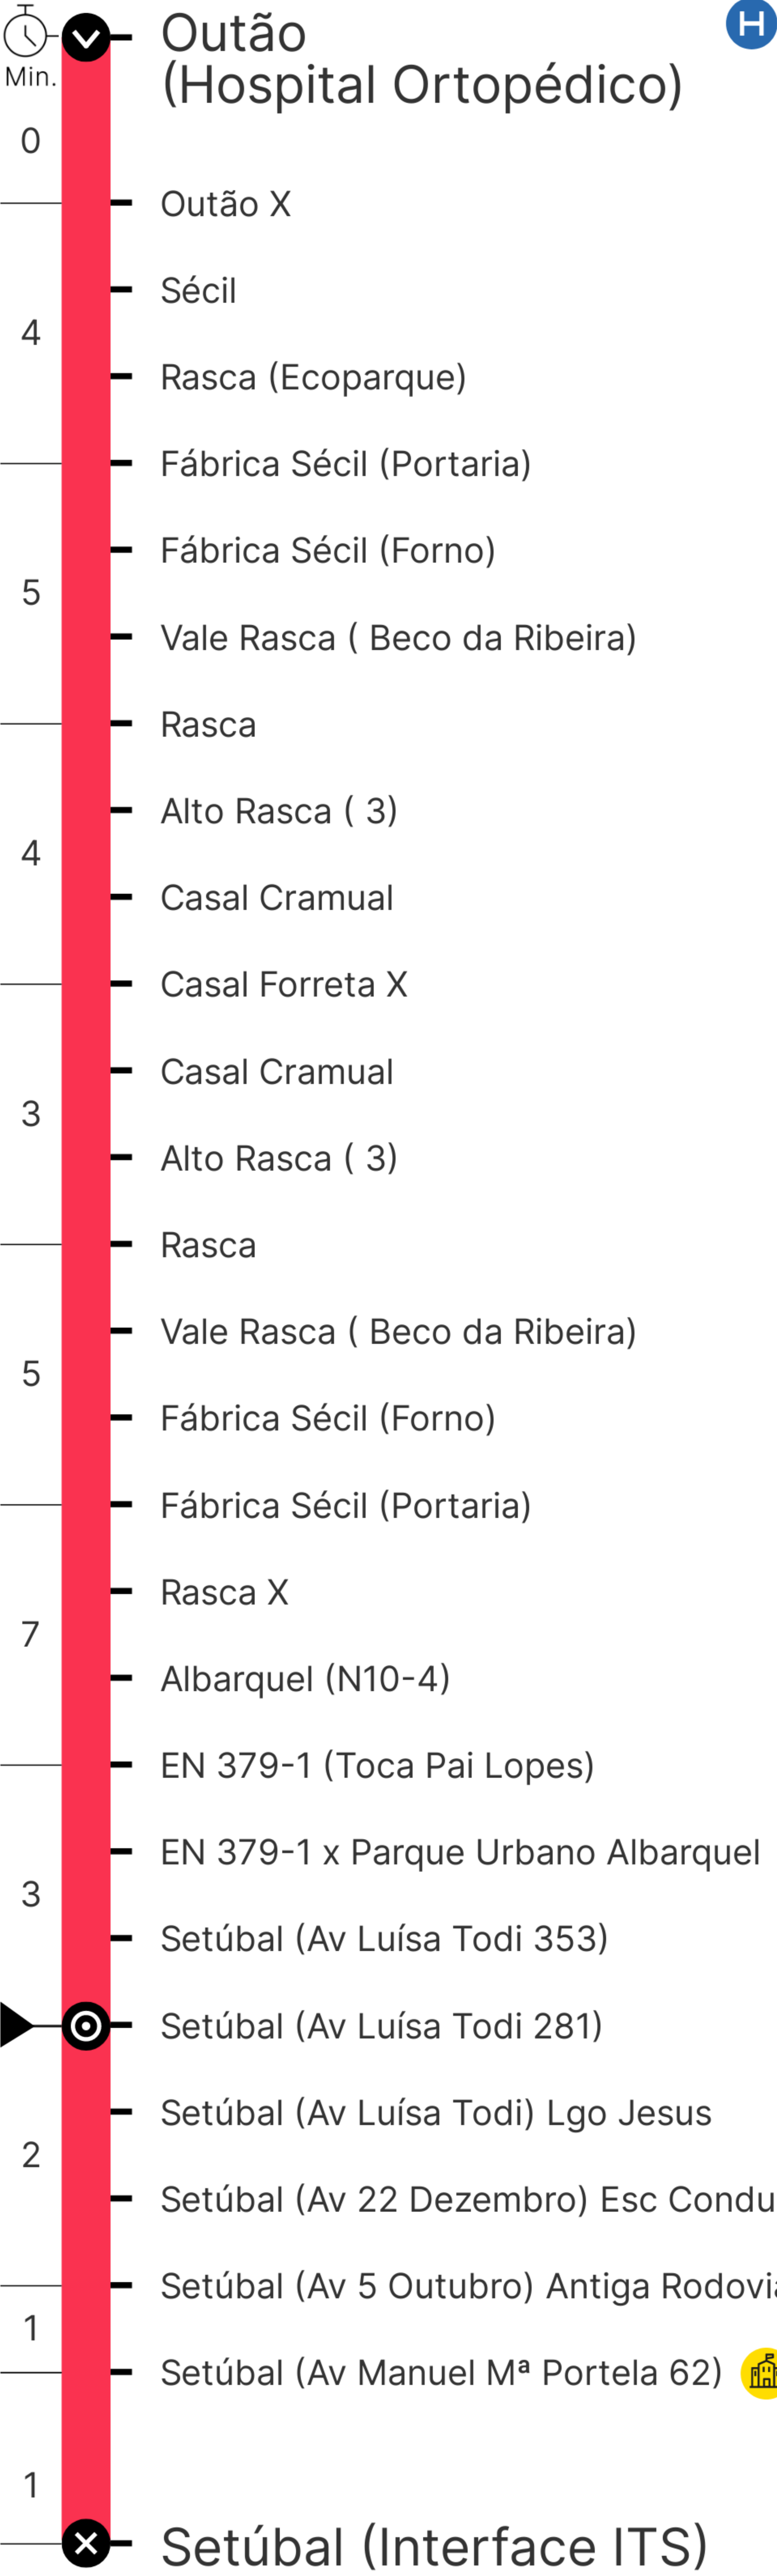 Outão
(Hospital Ortopédico)
H
Min.
0
Outão X
Sécil
4
Rasca (Ecoparque)
Fábrica Sécil (Portaria)
Fábrica Sécil (Forno)
5
Vale Rasca ( Beco da Ribeira)
Rasca
Alto Rasca ( 3)
4
Casal Cramual
Casal Forreta X
Casal Cramual
3
Alto Rasca ( 3)
Rasca
Vale Rasca ( Beco da Ribeira)
5
Fábrica Sécil (Forno)
Fábrica Sécil (Portaria)
Rasca X
7
Albarquel (N10-4)
EN 379-1 (Toca Pai Lopes)
EN 379-1 x Parque Urbano Albarquel
3
Setúbal (Av Luísa Todi 353)
Setúbal (Av Luísa Todi 281)
Setúbal (Av Luísa Todi) Lgo Jesus
2
Setúbal (Av 22 Dezembro) Esc Condu
Setúbal (Av 5 Outubro) Antiga Rodovi
1
Setúbal (Av Manuel Mª Portela 62)
1
Setúbal (Interface ITS)